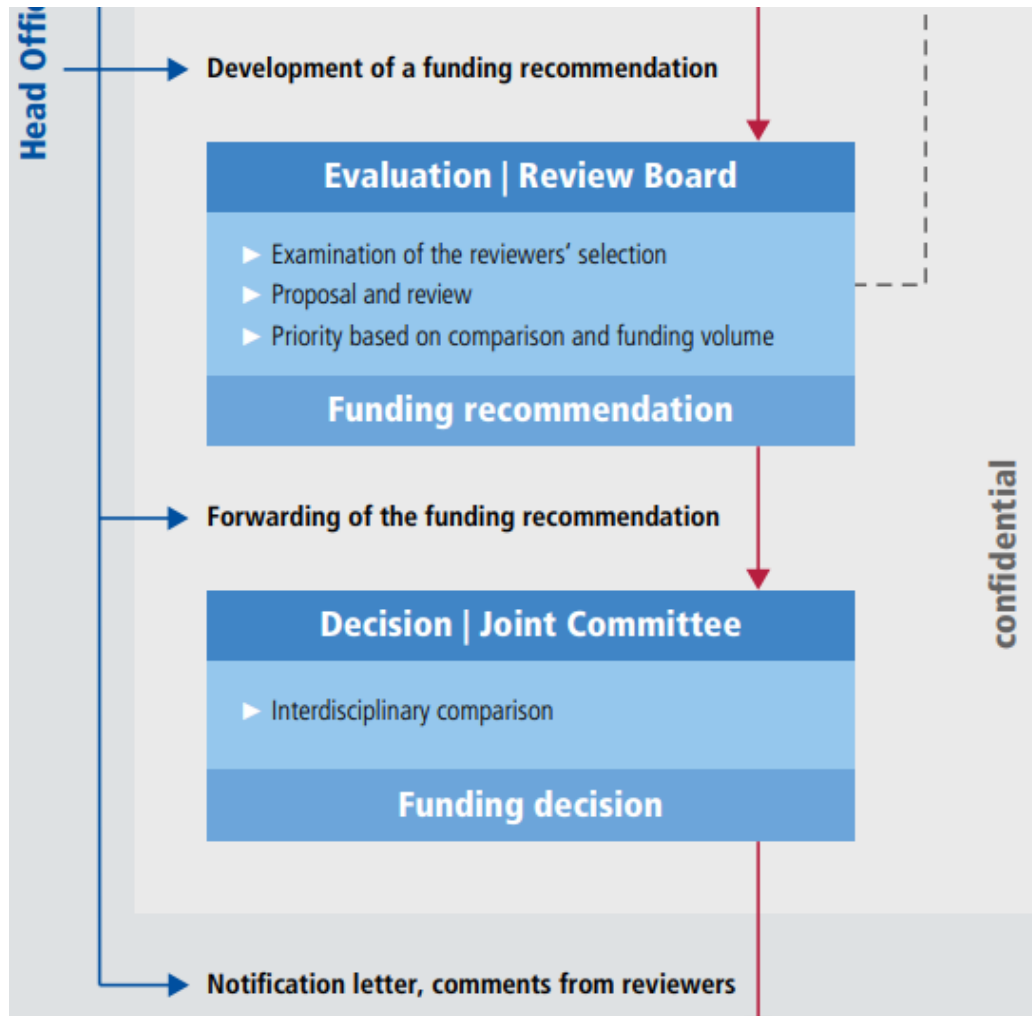 Head Offi
Development of a funding recommendation
Evaluation | Review Board
► Examination of the reviewers’ selection
► Proposal and review
► Priority based on comparison and funding volume
Funding recommendation
Forwarding of the funding recommendation
confidential
Decision | Joint Committee
► Interdisciplinary comparison
Funding decision
Notification letter, comments from reviewers